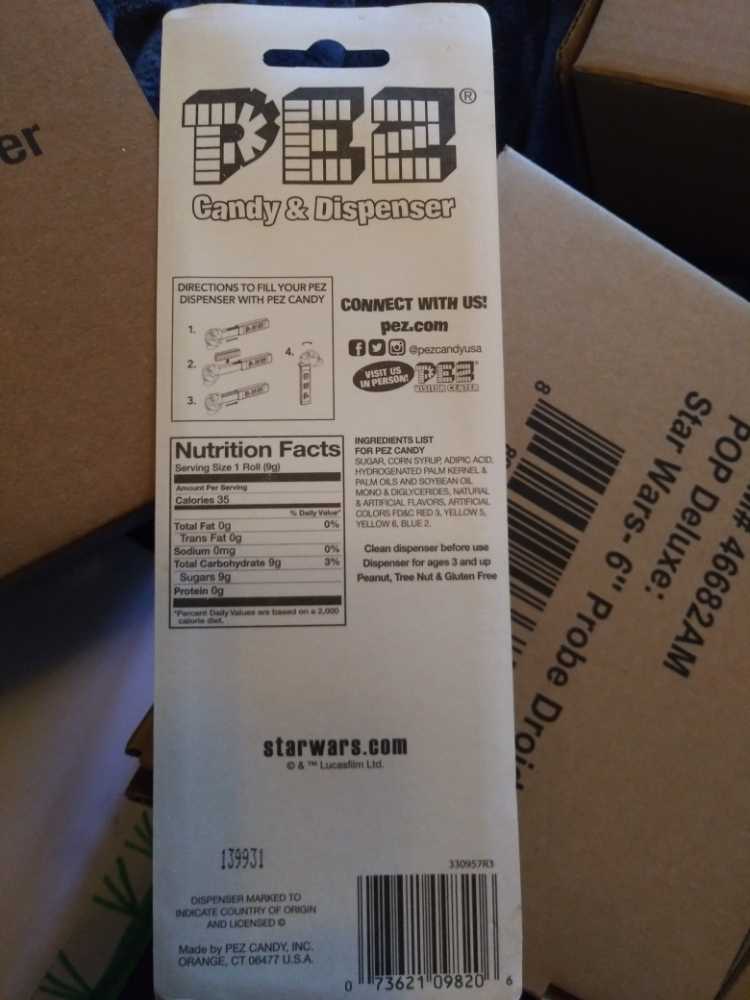 PEZ®
Candy & Dispenser
DIRECTIONS TO FILL YOUR PEZ
DISPENSER WITH PEZ CANDY
1.
2.
3.
4.
CONNECT WITH US!
pez.com
@pezcandyusa
VISIT US
IN PERSON!
PEZ
VISITOR CENTER
Nutrition Facts
Serving Size 1 Roll (9g)
Amount Per Serving
Calories 35
% Daily Value*
Total Fat 0g 0%
Trans Fat 0g
Sodium 0mg 0%
Total Carbohydrate 9g 3%
Sugars 9g
Protein 0g
*Percent Daily Values are based on a 2,000
calorie diet.
INGREDIENTS LIST
FOR PEZ CANDY
SUGAR, CORN SYRUP, ADIPIC ACID,
HYDROGENATED PALM KERNEL &
PALM OILS AND SOYBEAN OIL
MONO & DIGLYCERIDES, NATURAL
& ARTIFICIAL FLAVORS, ARTIFICIAL
COLORS FD&C RED 3, YELLOW 5,
YELLOW 6, BLUE 2.
Clean dispenser before use
Dispenser for ages 3 and up
Peanut, Tree Nut & Gluten Free
starwars.com
© & ™ Lucasfilm Ltd.
139931
330957R3
DISPENSER MARKED TO
INDICATE COUNTRY OF ORIGIN
AND LICENSED ©
Made by PEZ CANDY, INC.
ORANGE, CT 06477 U.S.A.
0 73621 09820 6
er
46682AM
POP Deluxe:
Star Wars- 6" Probe Droid
8